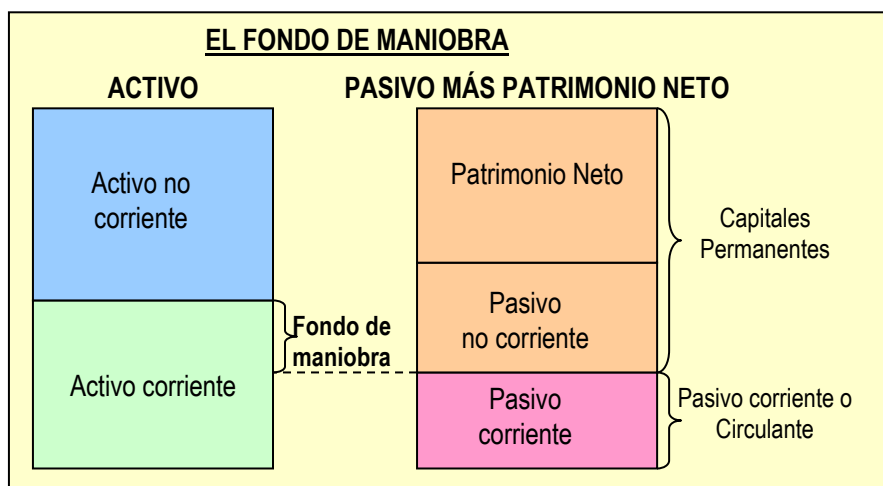 EL FONDO DE MANIOBRA
ACTIVO
PASIVO MÁS PATRIMONIO NETO
Activo no
corriente
Patrimonio Neto
Capitales
Permanentes
Fondo de
maniobra
Pasivo
no corriente
Activo corriente
Pasivo
corriente
Pasivo corriente o
Circulante